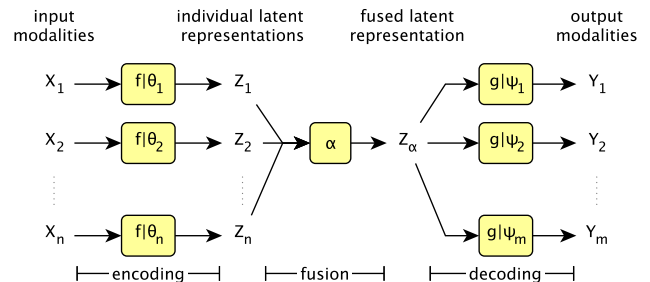 input individual latent fused latent output
modalities representations representation modalities
X1 f|θ1 Z1 g|ψ1 Y1
X2 f|θ2 Z2 α Zα g|ψ2 Y2
Xn f|θn Zn g|ψm Ym
encoding fusion decoding